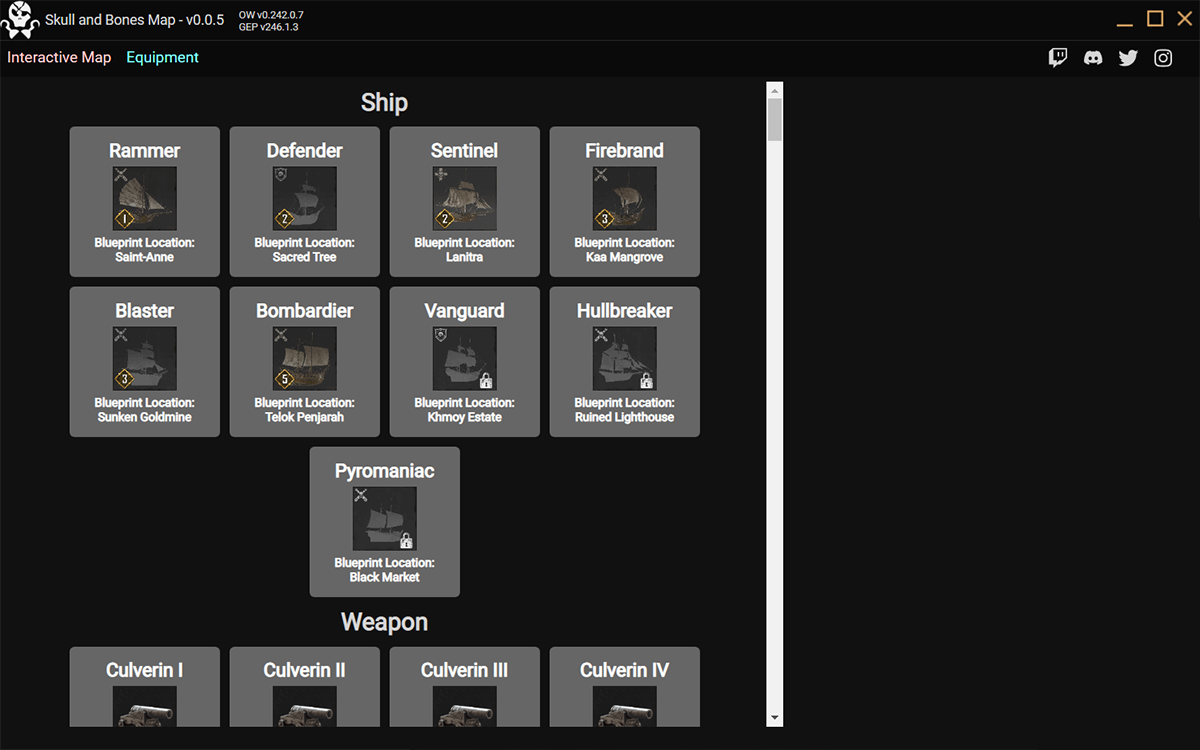 Skull and Bones Map - v0.0.5
OW v0.242.0.7
GEP v246.1.3
Interactive Map
Equipment
Ship
Rammer
1
Blueprint Location:
Saint-Anne
Defender
2
Blueprint Location:
Sacred Tree
Sentinel
2
Blueprint Location:
Lanitra
Firebrand
3
Blueprint Location:
Kaa Mangrove
Blaster
3
Blueprint Location:
Sunken Goldmine
Bombardier
5
Blueprint Location:
Telok Penjarah
Vanguard
Blueprint Location:
Khmoy Estate
Hullbreaker
Blueprint Location:
Ruined Lighthouse
Pyromaniac
Blueprint Location:
Black Market
Weapon
Culverin I
Culverin II
Culverin III
Culverin IV